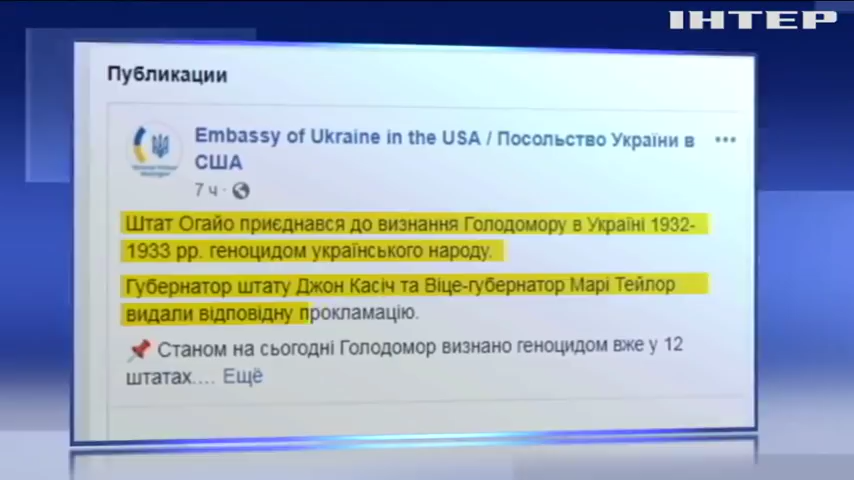 ІНТЕР
Публикации
Embassy of Ukraine in the USA / Посольство України в
США
7 ч ·
Штат Огайо приєднався до визнання Голодомору в Україні 1932-
1933 рр. геноцидом українського народу.
Губернатор штату Джон Касіч та Віце-губернатор Марі Тейлор
видали відповідну прокламацію.
Станом на сьогодні Голодомор визнано геноцидом вже у 12
штатах.... Ещё